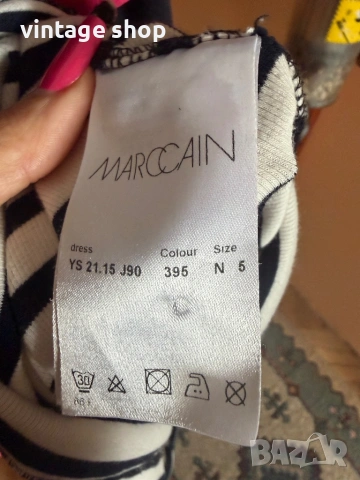 vintage shop
MARCCAIN
dress Colour Size
YS 21.15 J90 395 N 5
30
BAZAR